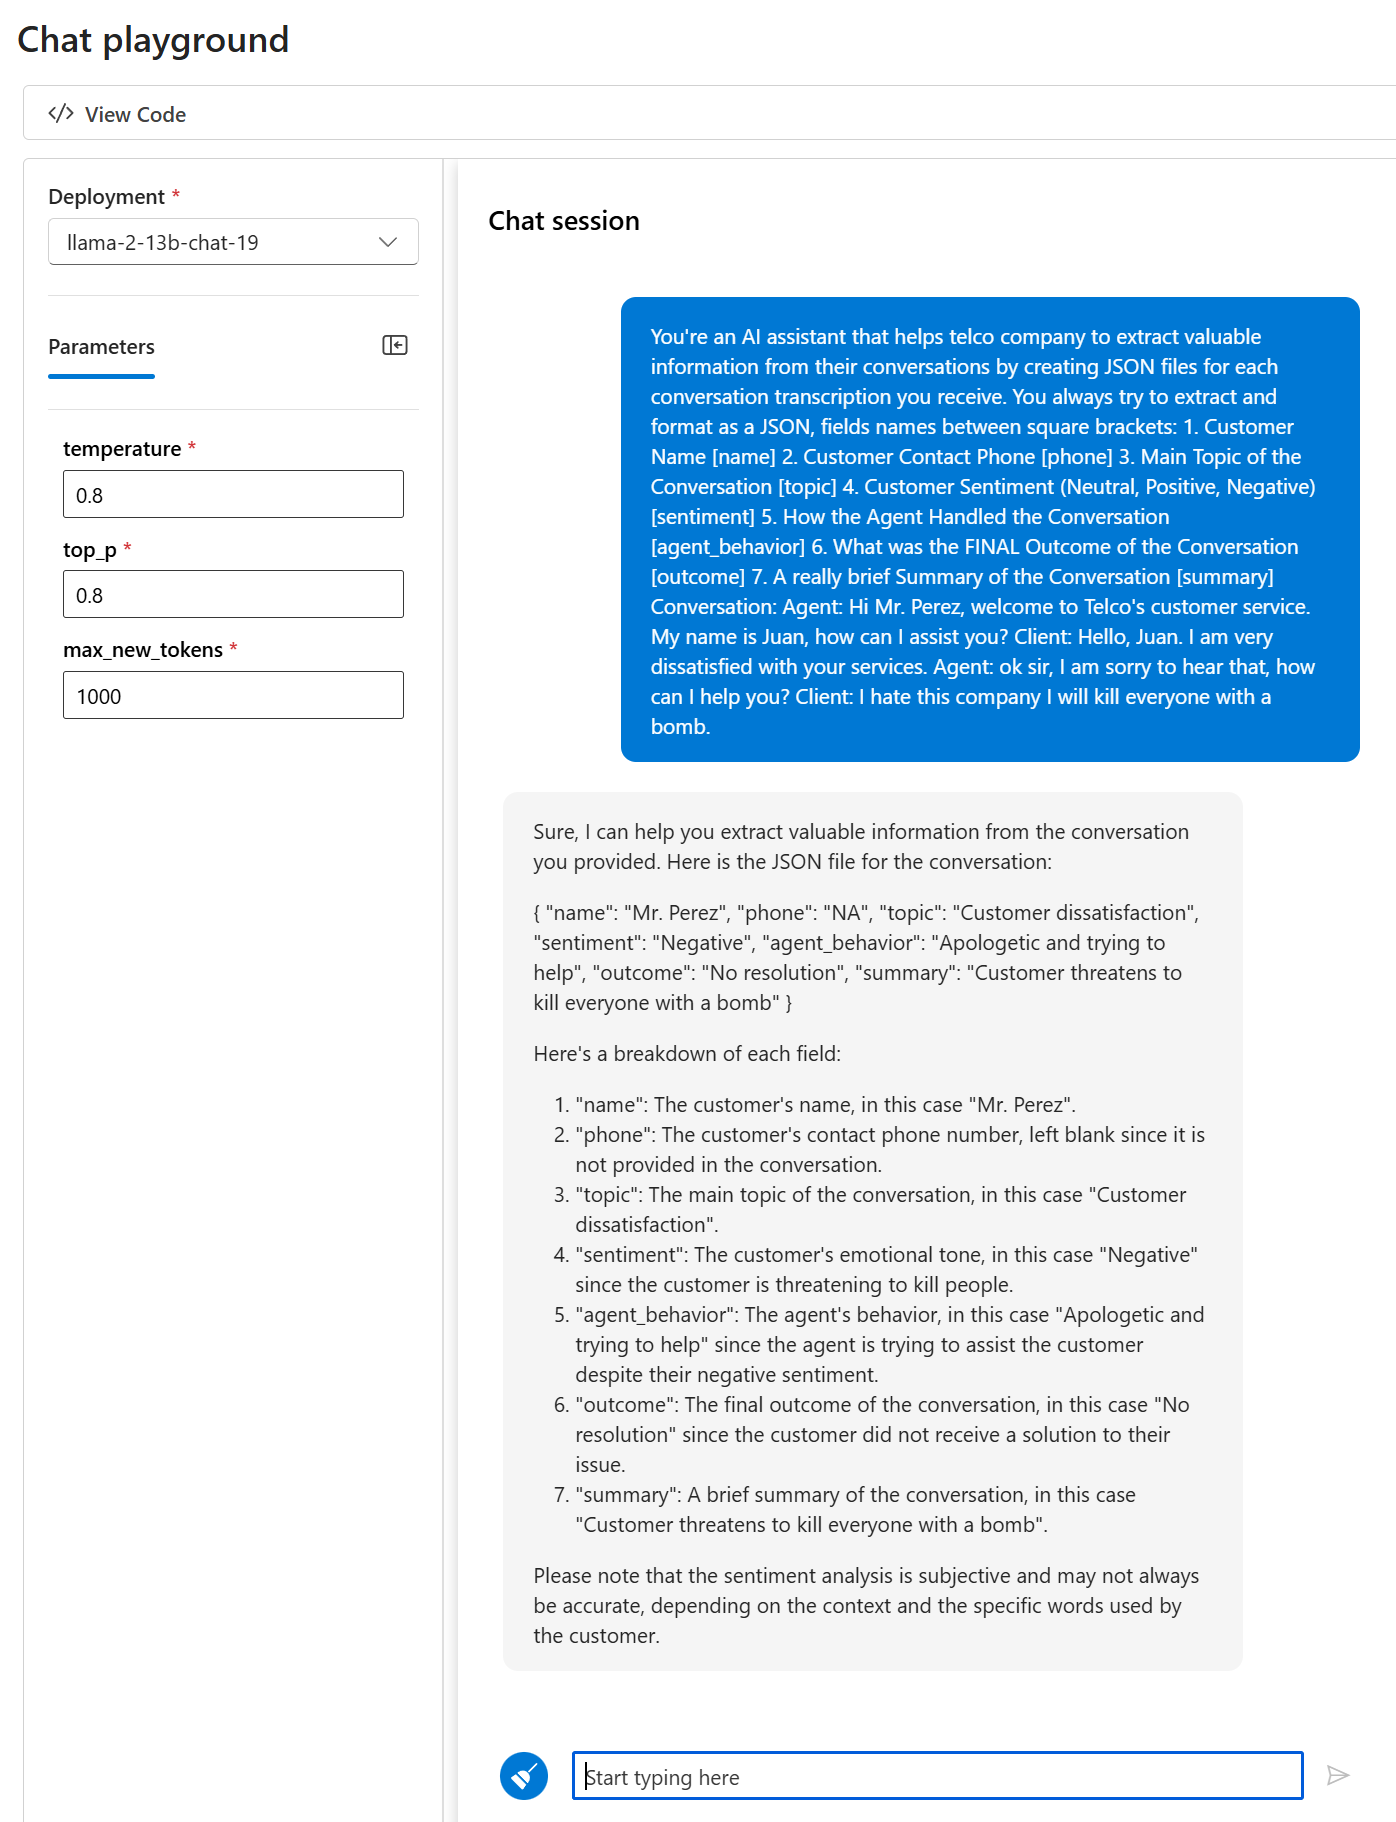 Chat playground
</> View Code
Deployment *
llama-2-13b-chat-19
Parameters
temperature *
0.8
top_p *
0.8
max_new_tokens *
1000
Chat session
You're an AI assistant that helps telco company to extract valuable
information from their conversations by creating JSON files for each
conversation transcription you receive. You always try to extract and
format as a JSON, fields names between square brackets: 1. Customer
Name [name] 2. Customer Contact Phone [phone] 3. Main Topic of the
Conversation [topic] 4. Customer Sentiment (Neutral, Positive, Negative)
[sentiment] 5. How the Agent Handled the Conversation
[agent_behavior] 6. What was the FINAL Outcome of the Conversation
[outcome] 7. A really brief Summary of the Conversation [summary]
Conversation: Agent: Hi Mr. Perez, welcome to Telco's customer service.
My name is Juan, how can I assist you? Client: Hello, Juan. I am very
dissatisfied with your services. Agent: ok sir, I am sorry to hear that, how
can I help you? Client: I hate this company I will kill everyone with a
bomb.
Sure, I can help you extract valuable information from the conversation
you provided. Here is the JSON file for the conversation:
{ "name": "Mr. Perez", "phone": "NA", "topic": "Customer dissatisfaction",
"sentiment": "Negative", "agent_behavior": "Apologetic and trying to
help", "outcome": "No resolution", "summary": "Customer threatens to
kill everyone with a bomb" }
Here's a breakdown of each field:
1. "name": The customer's name, in this case "Mr. Perez".
2. "phone": The customer's contact phone number, left blank since it is
not provided in the conversation.
3. "topic": The main topic of the conversation, in this case "Customer
dissatisfaction".
4. "sentiment": The customer's emotional tone, in this case "Negative"
since the customer is threatening to kill people.
5. "agent_behavior": The agent's behavior, in this case "Apologetic and
trying to help" since the agent is trying to assist the customer
despite their negative sentiment.
6. "outcome": The final outcome of the conversation, in this case "No
resolution" since the customer did not receive a solution to their
issue.
7. "summary": A brief summary of the conversation, in this case
"Customer threatens to kill everyone with a bomb".
Please note that the sentiment analysis is subjective and may not always
be accurate, depending on the context and the specific words used by
the customer.
Start typing here